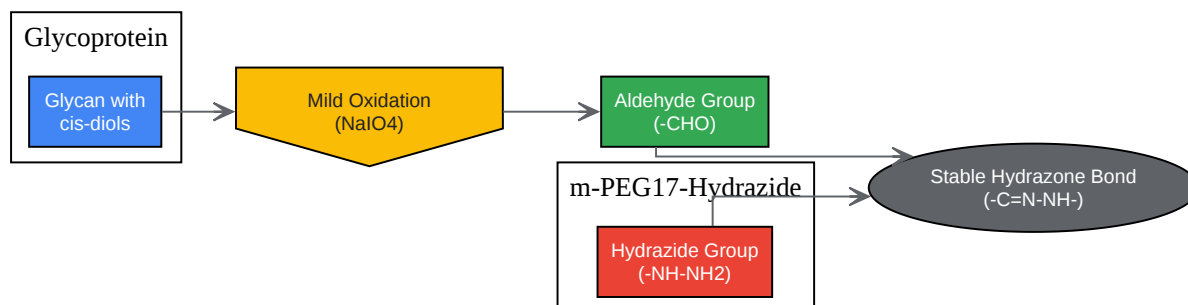 Glycoprotein
Glycan with
cis-diols
Mild Oxidation
(NaIO4)
Aldehyde Group
(-CHO)
m-PEG17-Hydrazide
Hydrazide Group
(-NH-NH2)
Stable Hydrazone Bond
(-C=N-NH-)